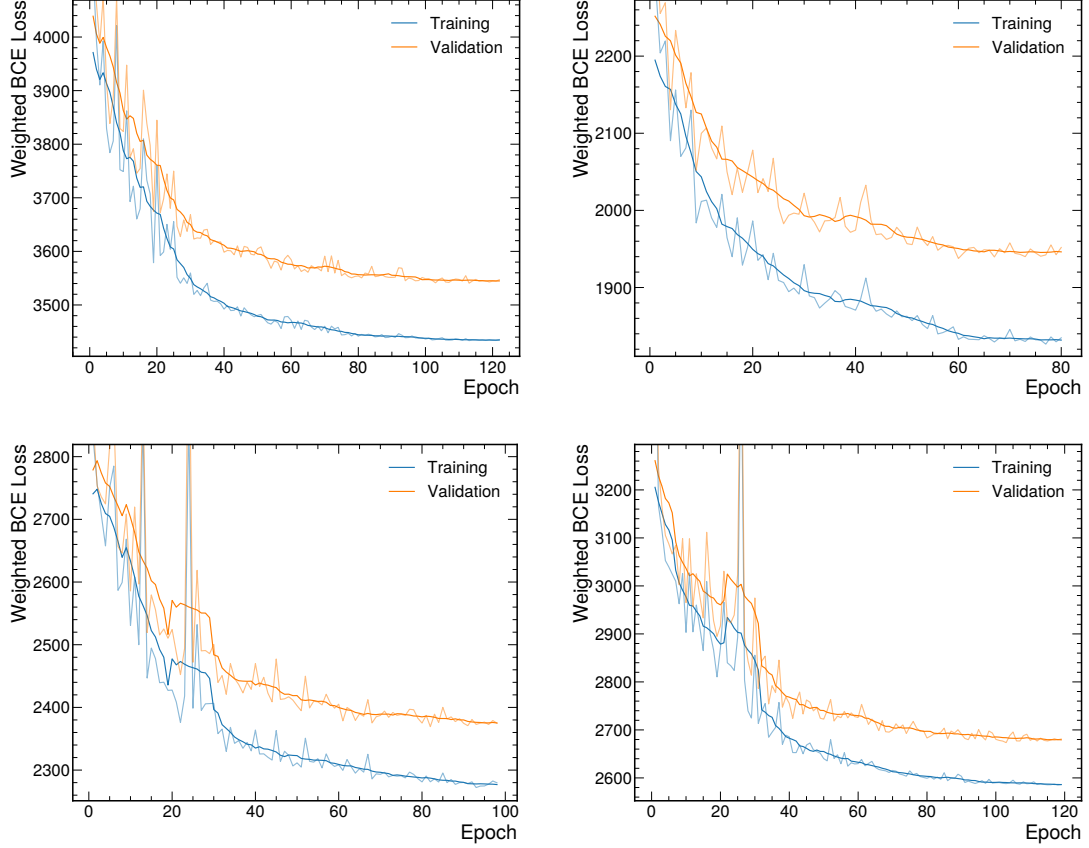 Weighted BCE Loss
4000
3900
3800
3700
3600
3500
0 20 40 60 80 100 120
Epoch
Training
Validation
Weighted BCE Loss
2200
2100
2000
1900
0 20 40 60 80
Epoch
Training
Validation
Weighted BCE Loss
2800
2700
2600
2500
2400
2300
0 20 40 60 80 100
Epoch
Training
Validation
Weighted BCE Loss
3200
3100
3000
2900
2800
2700
2600
0 20 40 60 80 100 120
Epoch
Training
Validation